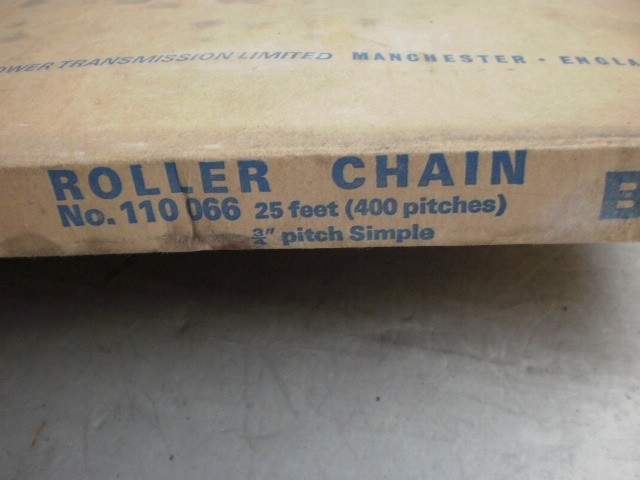 OWER TRANSMISSION LIMITED MANCHESTER · ENGLA
ROLLER CHAIN
No. 110 066 25 feet (400 pitches)
¾" pitch Simple
B